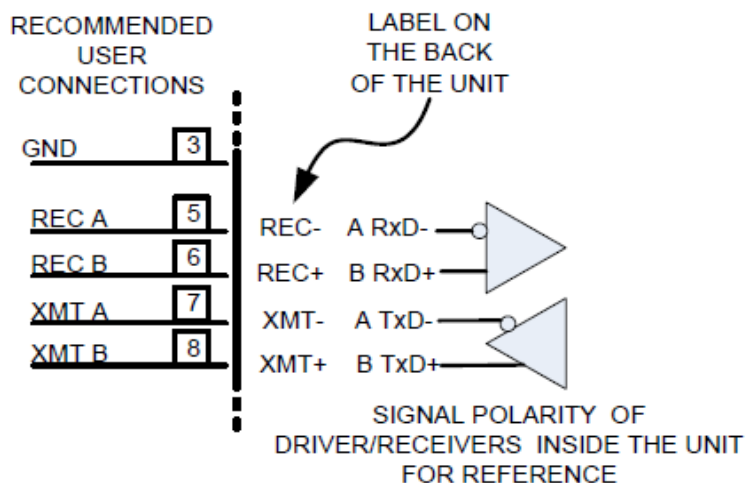 RECOMMENDED
USER
CONNECTIONS
LABEL ON
THE BACK
OF THE UNIT
GND 3
REC A 5 REC- A RxD-
REC B 6 REC+ B RxD+
XMT A 7 XMT- A TxD-
XMT B 8 XMT+ B TxD+
SIGNAL POLARITY OF
DRIVER/RECEIVERS INSIDE THE UNIT
FOR REFERENCE